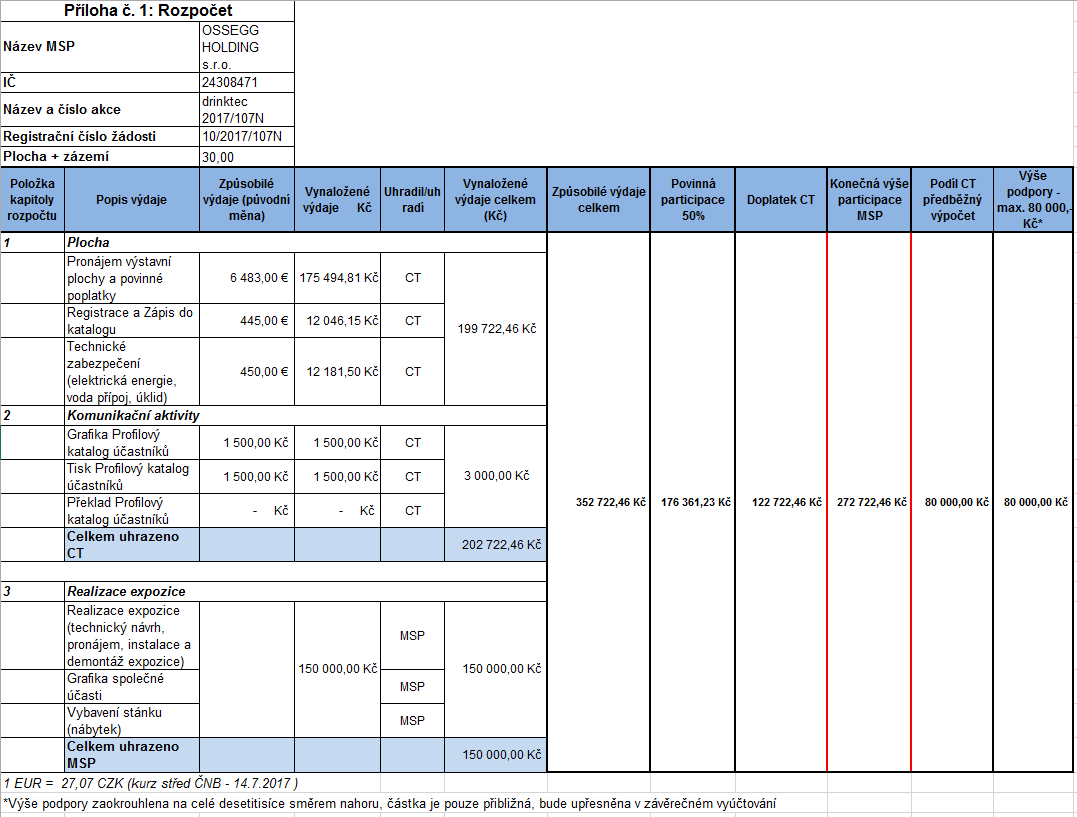 Příloha č. 1: Rozpočet
Název MSP
OSSEGG
HOLDING
s.r.o.
IČ
24308471
Název a číslo akce
drinktec
2017/107N
Registrační číslo žádosti
10/2017/107N
Plocha + zázemí
30,00
Položka
kapitoly
rozpočtu
Popis výdaje
Způsobilé
výdaje (původní
měna)
Vynaložené
výdaje Kč
Uhradil/uh
radí
Vynaložené
výdaje celkem
(Kč)
Způsobilé výdaje
celkem
Povinná
participace
50%
Doplatek CT
Konečná výše
participace
MSP
Podíl CT
předběžný
výpočet
Výše
podpory -
max. 80 000,-
Kč*
1 Plocha
Pronájem výstavní
plochy a povinné
poplatky
6 483,00 € 175 494,81 Kč CT
Registrace a Zápis do
katalogu
445,00 € 12 046,15 Kč CT
199 722,46 Kč
Technické
zabezpečení
(elektrická energie,
voda přípoj, úklid)
450,00 € 12 181,50 Kč CT
2 Komunikační aktivity
Grafika Profilový
katalog účastníků
1 500,00 Kč 1 500,00 Kč CT
Tisk Profilový katalog
účastníků
1 500,00 Kč 1 500,00 Kč CT
3 000,00 Kč
Překlad Profilový
katalog účastníků
- Kč - Kč CT
352 722,46 Kč 176 361,23 Kč 122 722,46 Kč 272 722,46 Kč 80 000,00 Kč 80 000,00 Kč
Celkem uhrazeno
CT
202 722,46 Kč
3 Realizace expozice
Realizace expozice
(technický návrh,
pronájem, instalace a
demontáž expozice)
MSP
150 000,00 Kč 150 000,00 Kč
Grafika společné
účasti
MSP
Vybavení stánku
(nábytek)
MSP
Celkem uhrazeno
MSP
150 000,00 Kč
1 EUR = 27,07 CZK (kurz střed ČNB - 14.7.2017 )
*Výše podpory zaokrouhlena na celé desetitisíce směrem nahoru, částka je pouze přibližná, bude upřesněna v závěrečném vyúčtování